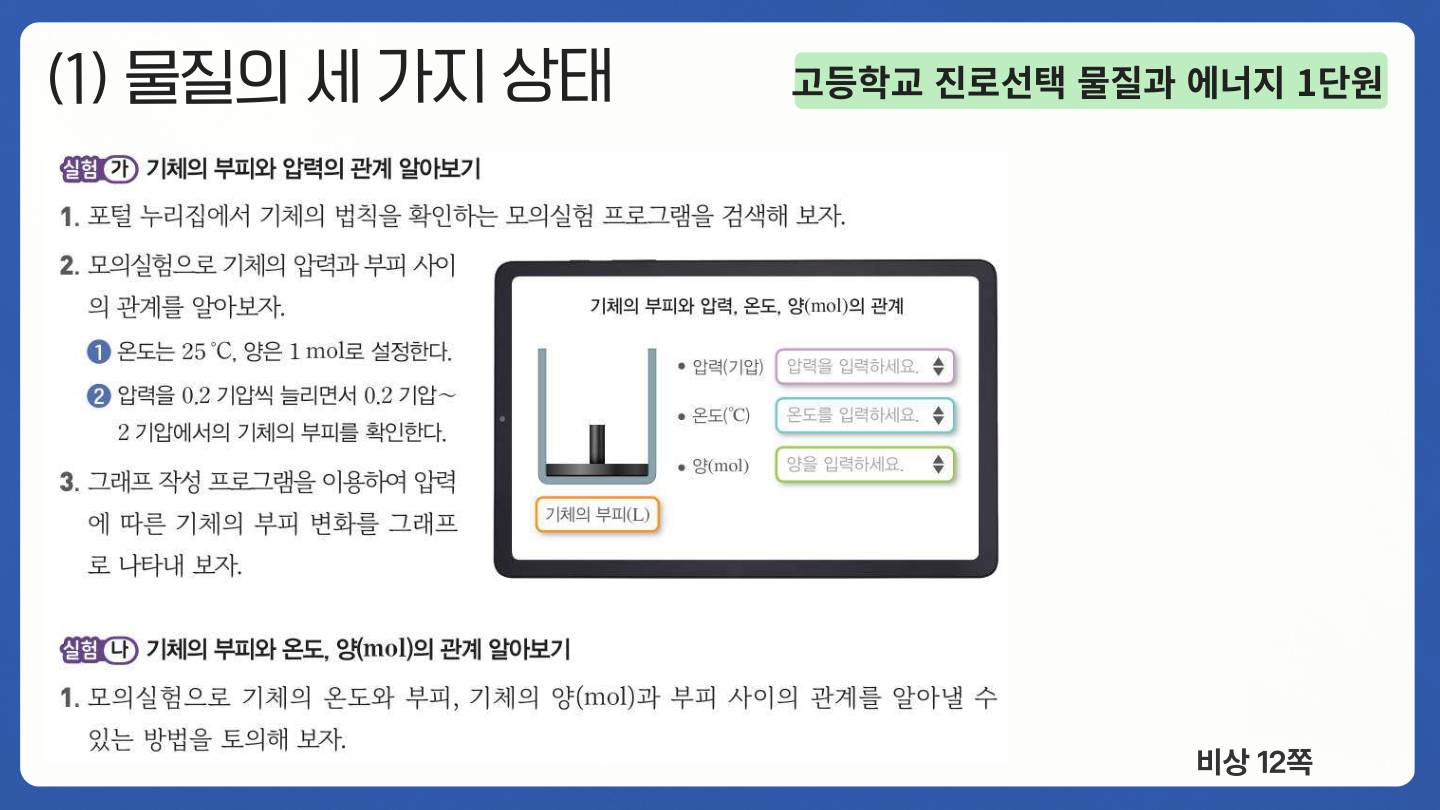 (1) 물질의 세 가지 상태
고등학교 진로선택 물질과 에너지 1단원
실험 가 기체의 부피와 압력의 관계 알아보기
1. 포털 누리집에서 기체의 법칙을 확인하는 모의실험 프로그램을 검색해 보자.
2. 모의실험으로 기체의 압력과 부피 사이
의 관계를 알아보자.
1 온도는 25 ℃, 양은 1 mol로 설정한다.
2 압력을 0.2 기압씩 늘리면서 0.2 기압~
2 기압에서의 기체의 부피를 확인한다.
3. 그래프 작성 프로그램을 이용하여 압력
에 따른 기체의 부피 변화를 그래프
로 나타내 보자.
기체의 부피와 압력, 온도, 양(mol)의 관계
• 압력(기압) 압력을 입력하세요.
• 온도(℃) 온도를 입력하세요.
• 양(mol) 양을 입력하세요.
기체의 부피(L)
실험 나 기체의 부피와 온도, 양(mol)의 관계 알아보기
1. 모의실험으로 기체의 온도와 부피, 기체의 양(mol)과 부피 사이의 관계를 알아낼 수
있는 방법을 토의해 보자.
비상 12쪽